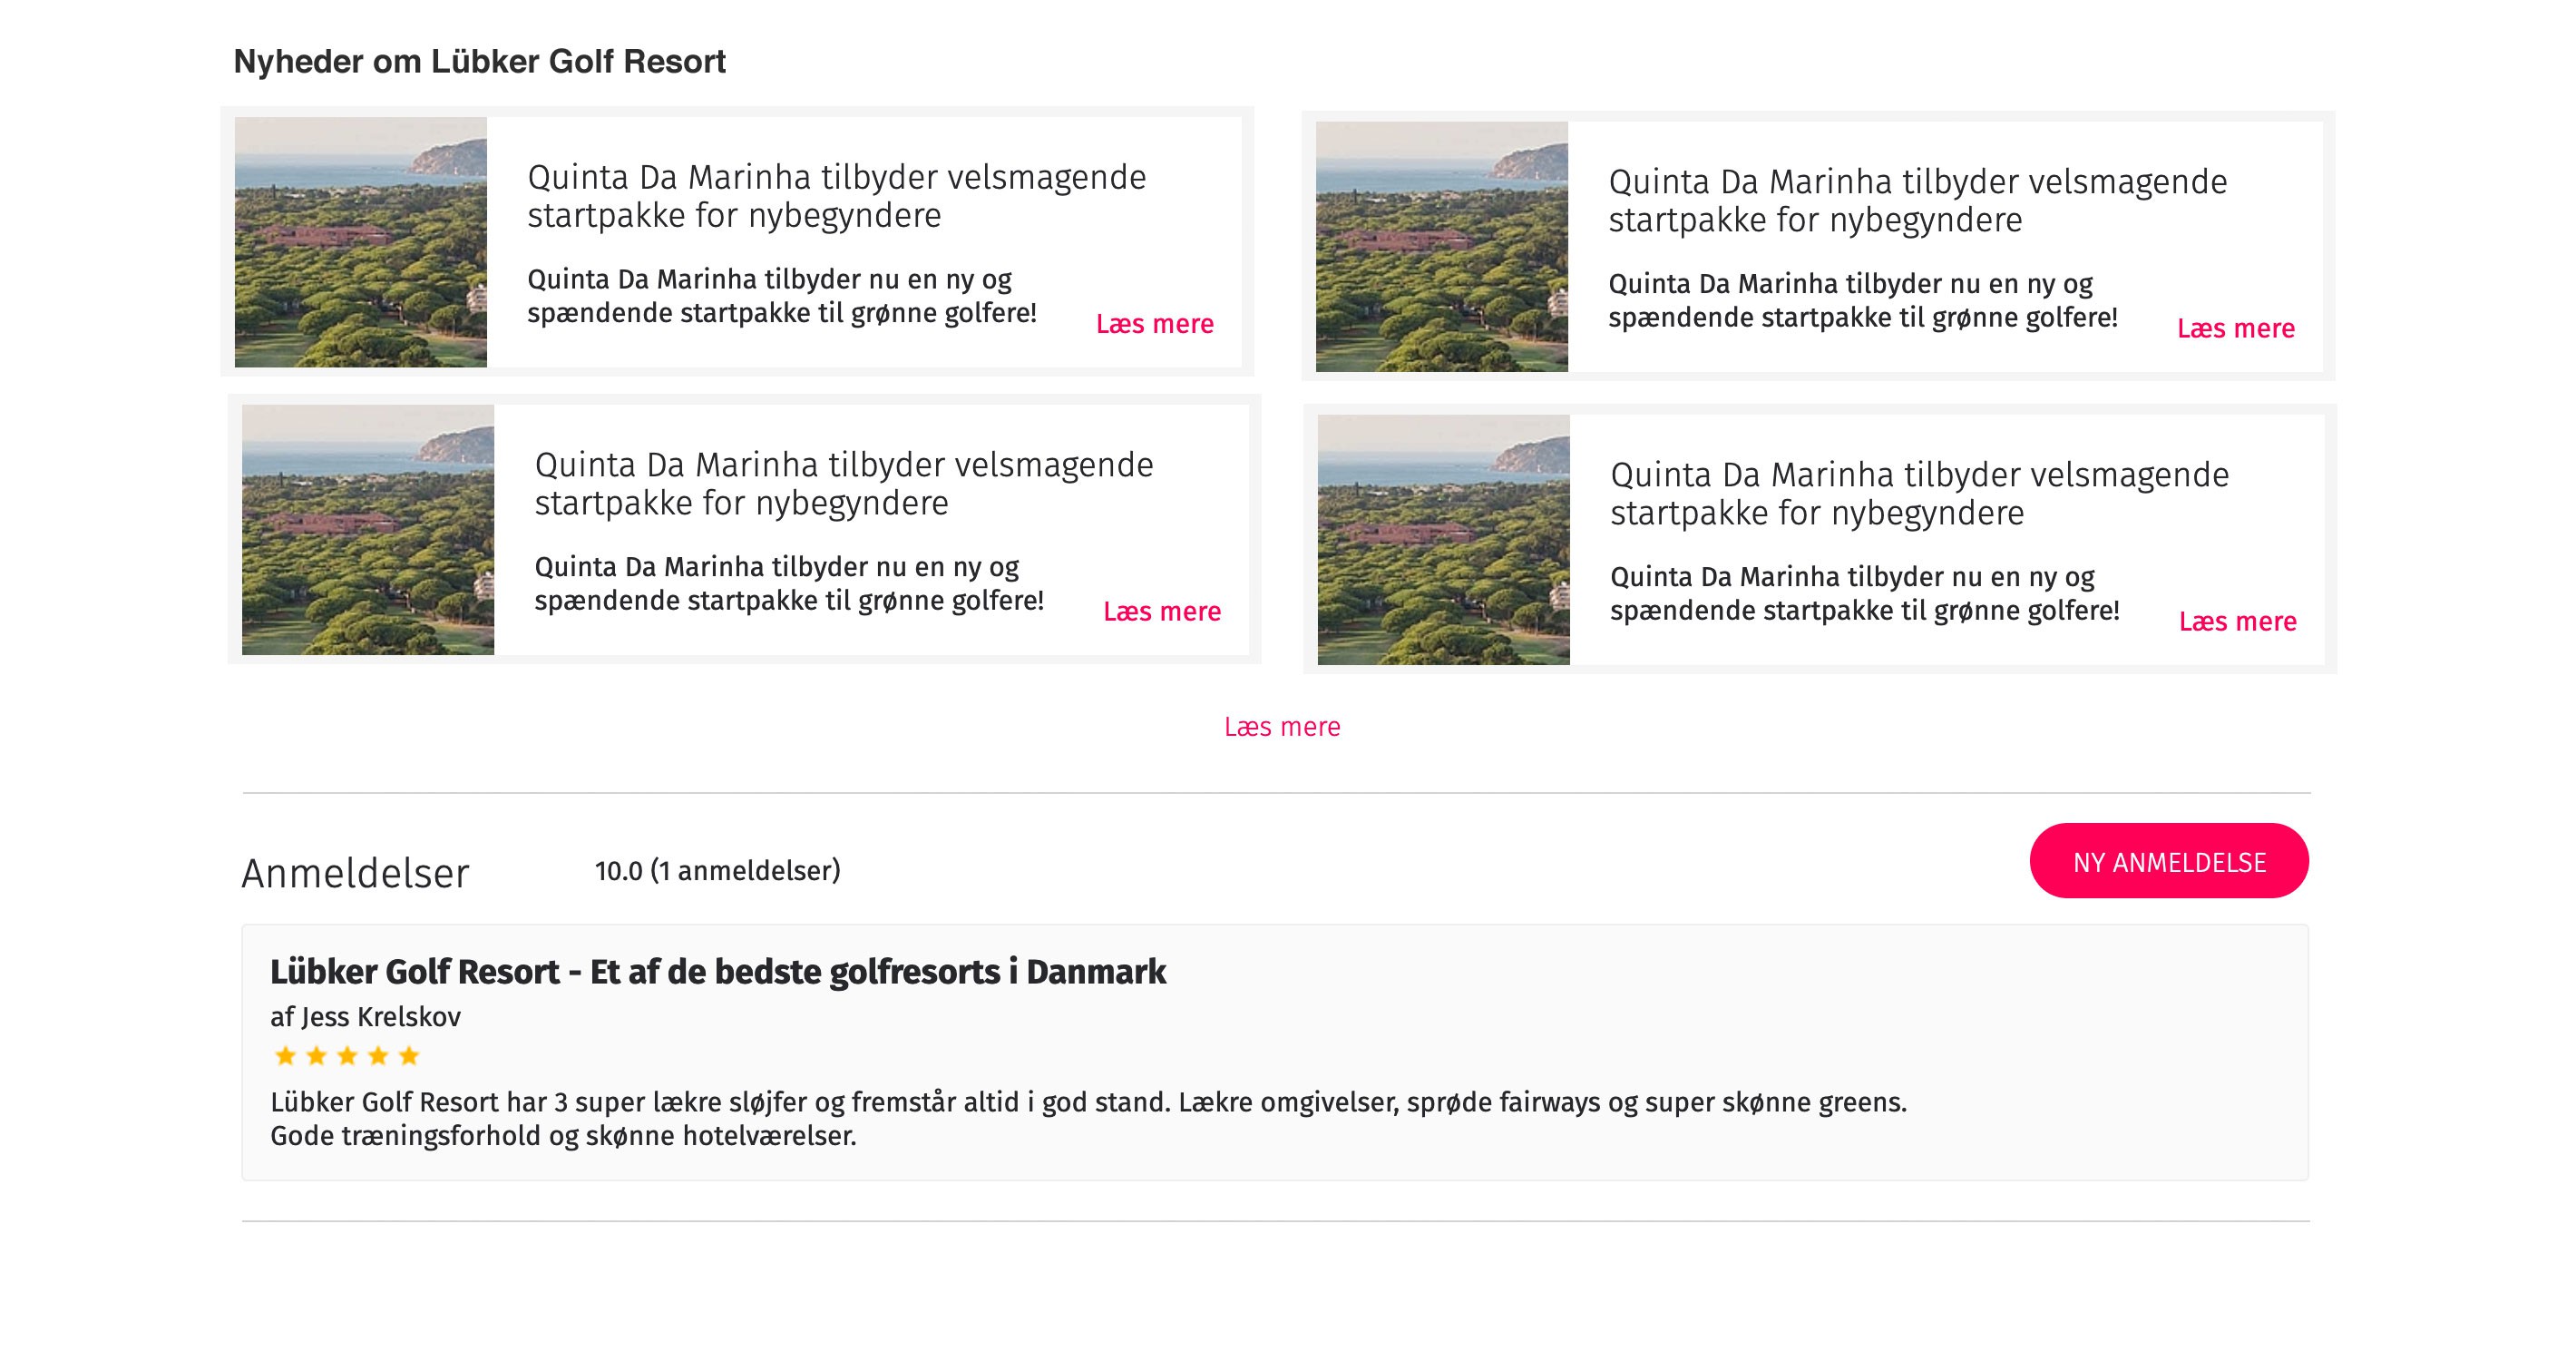 Nyheder om Lübker Golf Resort
Quinta Da Marinha tilbyder velsmagende
startpakke for nybegyndere
Quinta Da Marinha tilbyder nu en ny og
spændende startpakke til grønne golfere!
Læs mere
Quinta Da Marinha tilbyder velsmagende
startpakke for nybegyndere
Quinta Da Marinha tilbyder nu en ny og
spændende startpakke til grønne golfere!
Læs mere
Quinta Da Marinha tilbyder velsmagende
startpakke for nybegyndere
Quinta Da Marinha tilbyder nu en ny og
spændende startpakke til grønne golfere!
Læs mere
Quinta Da Marinha tilbyder velsmagende
startpakke for nybegyndere
Quinta Da Marinha tilbyder nu en ny og
spændende startpakke til grønne golfere!
Læs mere
Læs mere
Anmeldelser
10.0 (1 anmeldelser)
NY ANMELDELSE
Lübker Golf Resort - Et af de bedste golfresorts i Danmark
af Jess Krelskov
Lübker Golf Resort har 3 super lækre sløjfer og fremstår altid i god stand. Lækre omgivelser, sprøde fairways og super skønne greens.
Gode træningsforhold og skønne hotelværelser.